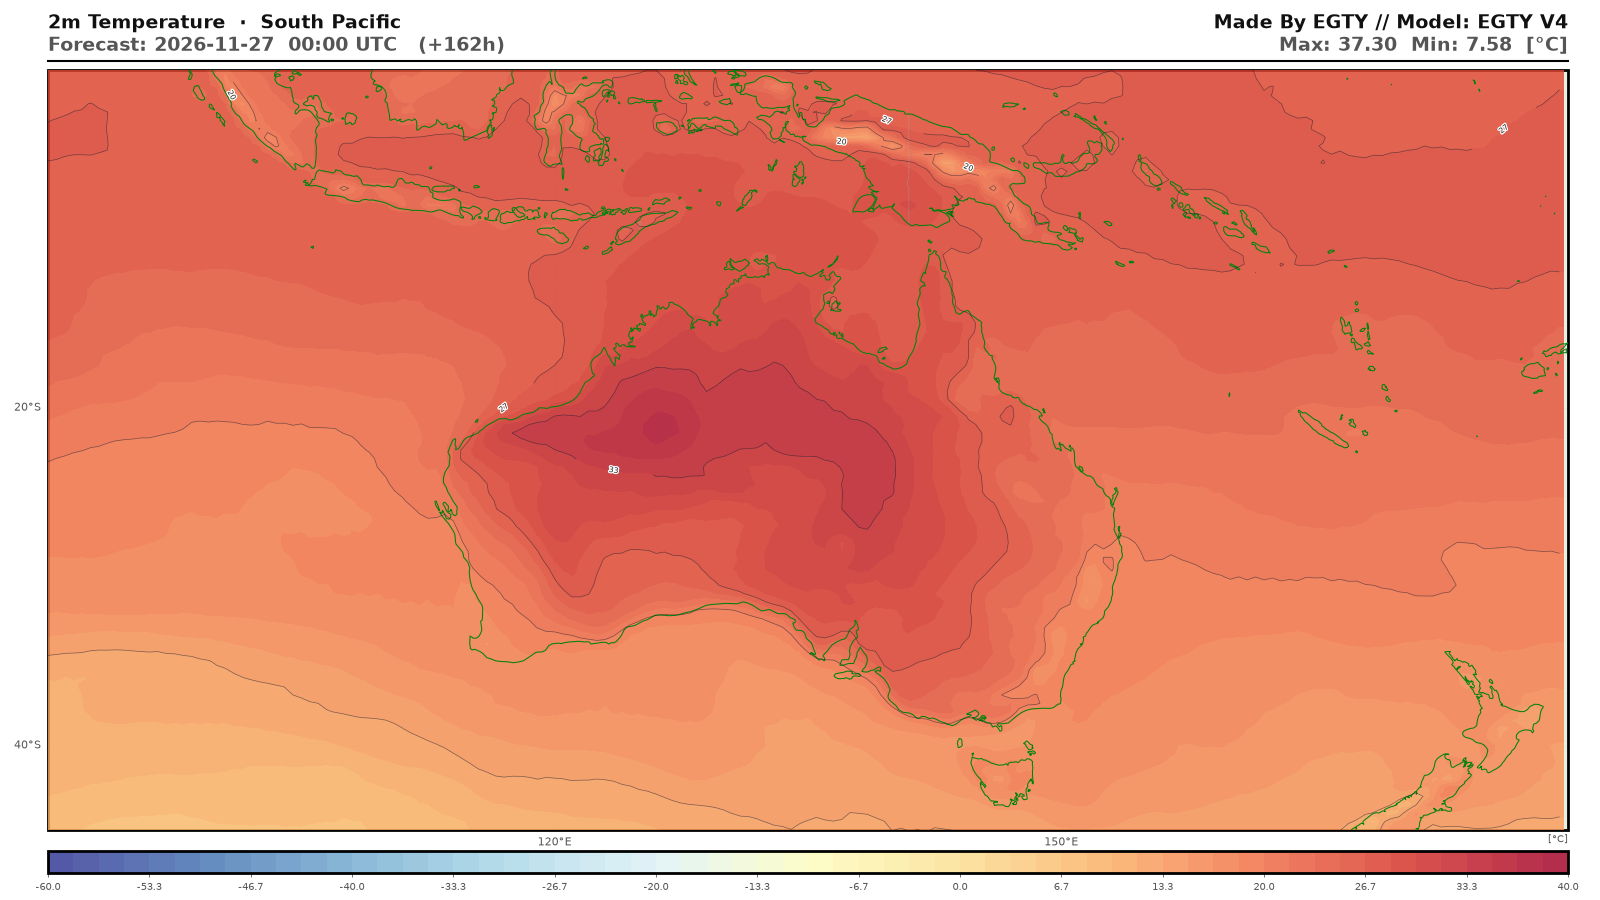 2m Temperature · South Pacific
Made By EGTY // Model: EGTY V4
Forecast: 2026-11-27 00:00 UTC (+162h)
Max: 37.30 Min: 7.58 [°C]
20
27
20
20
27
20°S
27
33
40°S
120°E
150°E
[°C]
-60.0
-53.3
-46.7
-40.0
-33.3
-26.7
-20.0
-13.3
-6.7
0.0
6.7
13.3
20.0
26.7
33.3
40.0